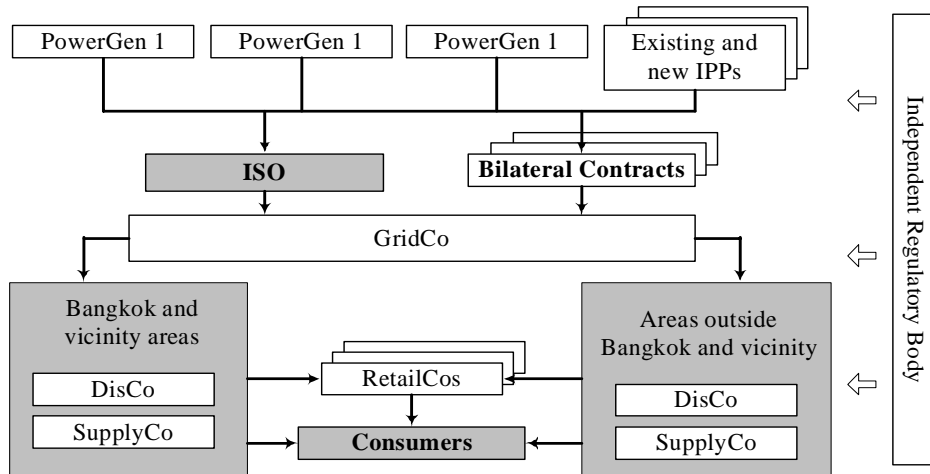 PowerGen 1
PowerGen 1
PowerGen 1
Existing and
new IPPs
ISO
Bilateral Contracts
GridCo
Bangkok and
vicinity areas
DisCo
SupplyCo
RetailCos
Consumers
Areas outside
Bangkok and vicinity
DisCo
SupplyCo
Independent Regulatory Body